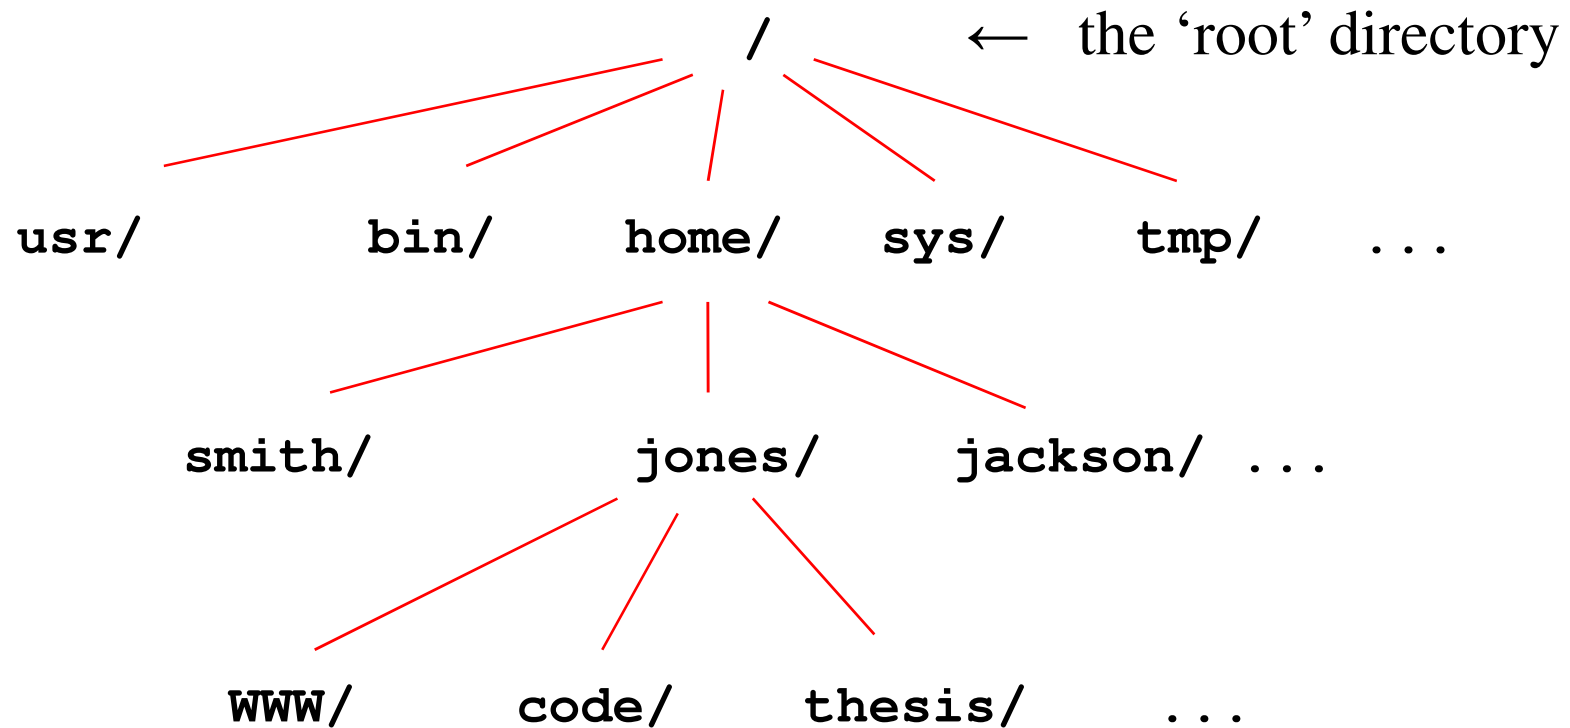 / ← the ‘root’ directory
usr/ bin/ home/ sys/ tmp/ ...
smith/ jones/ jackson/ ...
WWW/ code/ thesis/ ...